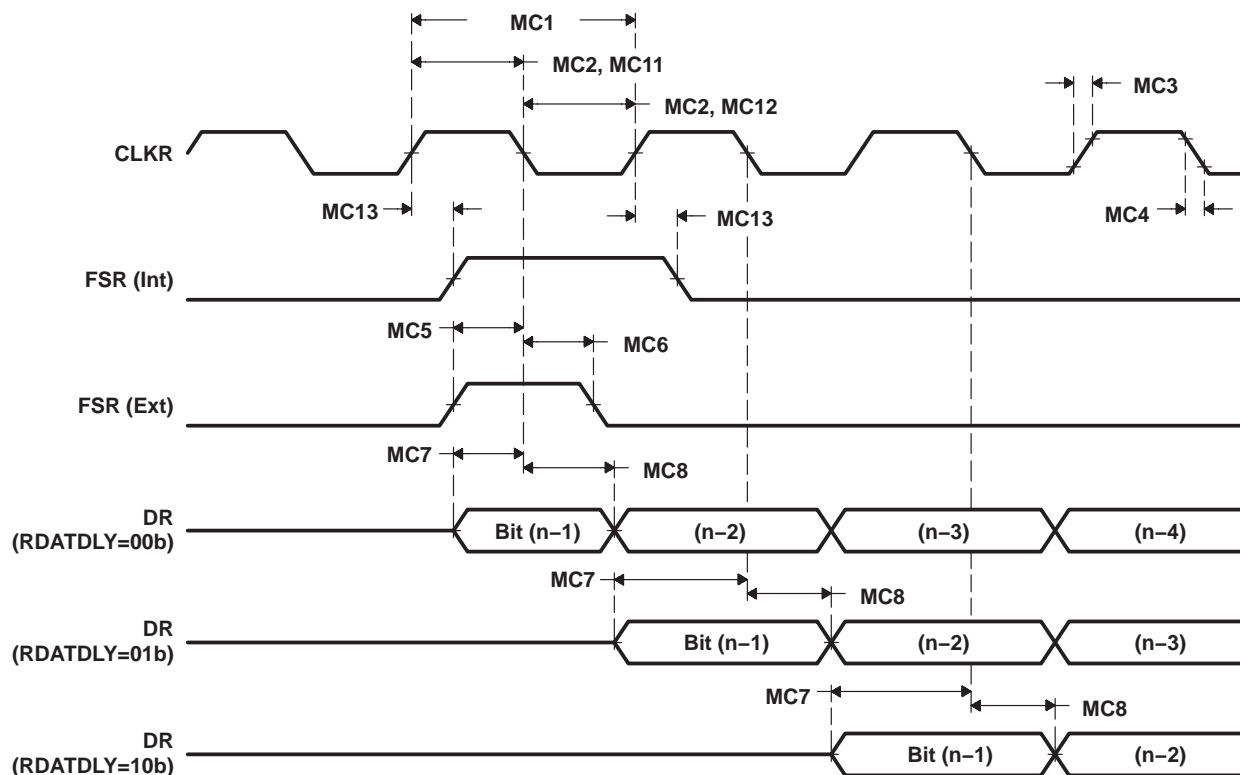 MC1
MC2, MC11
MC3
MC2, MC12
CLKR
MC13
MC13
MC4
FSR (Int)
MC5
MC6
FSR (Ext)
MC7
MC8
DR
(RDATDLY=00b)
Bit (n−1)
(n−2)
(n−3)
(n−4)
MC7
MC8
DR
(RDATDLY=01b)
Bit (n−1)
(n−2)
(n−3)
MC7
MC8
DR
(RDATDLY=10b)
Bit (n−1)
(n−2)